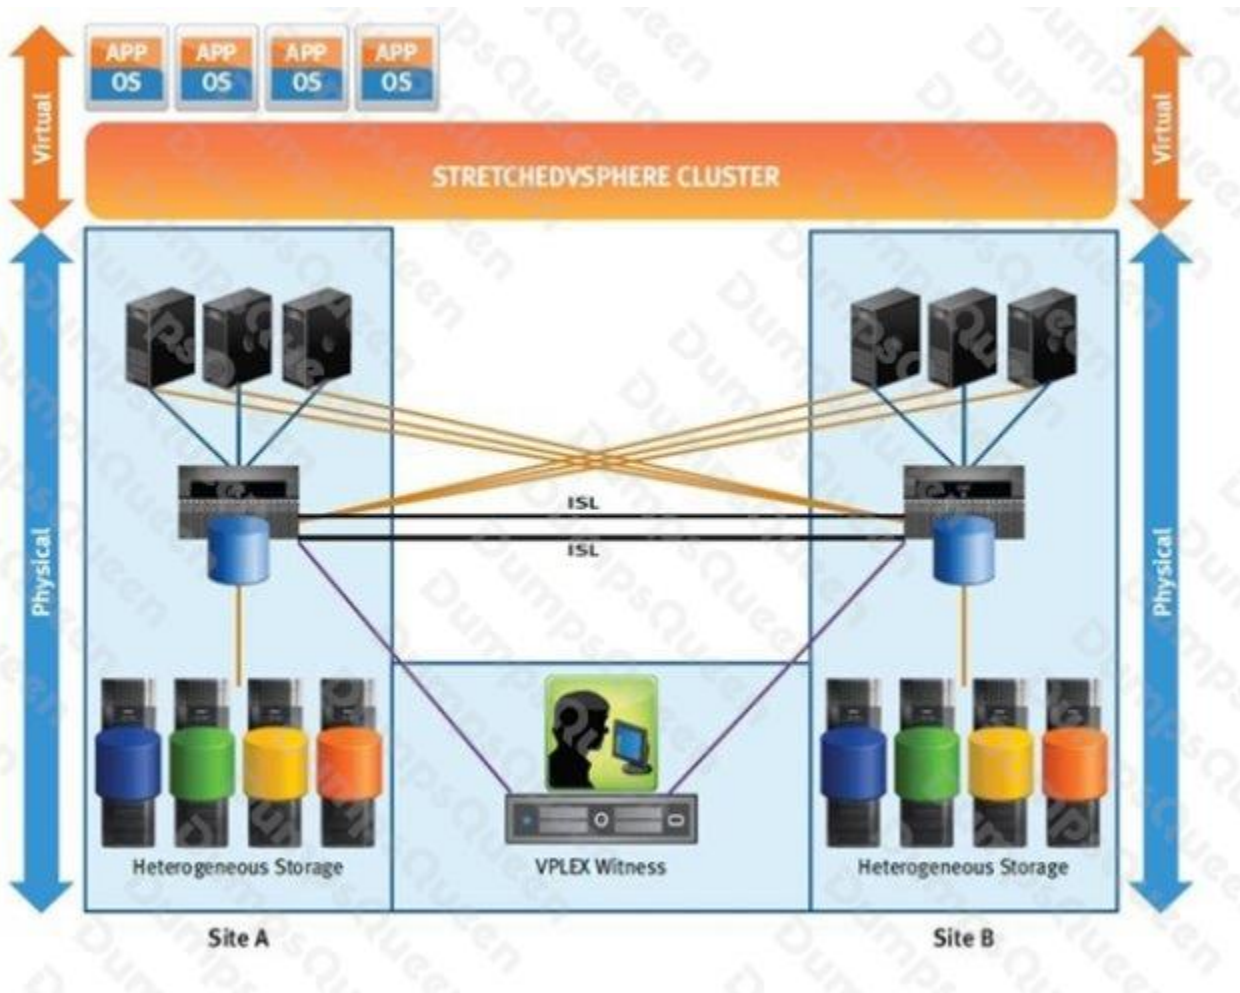 APP APP APP APP
OS OS OS OS
Virtual
Virtual
STRETCHEDVSPHERE CLUSTER
ISL
ISL
Physical
Physical
Heterogeneous Storage
VPLEX Witness
Heterogeneous Storage
Site A
Site B
DumpsQueen